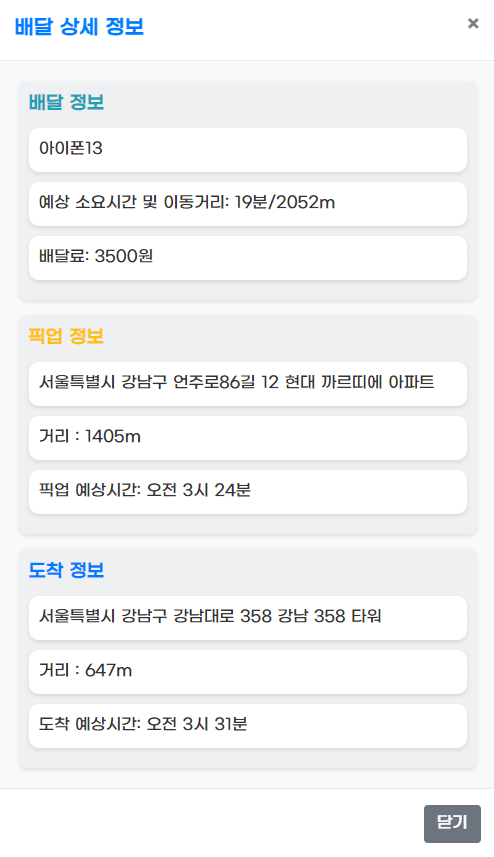 배달 상세 정보 ×
배달 정보
아이폰13
예상 소요시간 및 이동거리: 19분/2052m
배달료: 3500원
픽업 정보
서울특별시 강남구 언주로86길 12 현대 까르띠에 아파트
거리 : 1405m
픽업 예상시간: 오전 3시 24분
도착 정보
서울특별시 강남구 강남대로 358 강남 358 타워
거리 : 647m
도착 예상시간: 오전 3시 31분
닫기